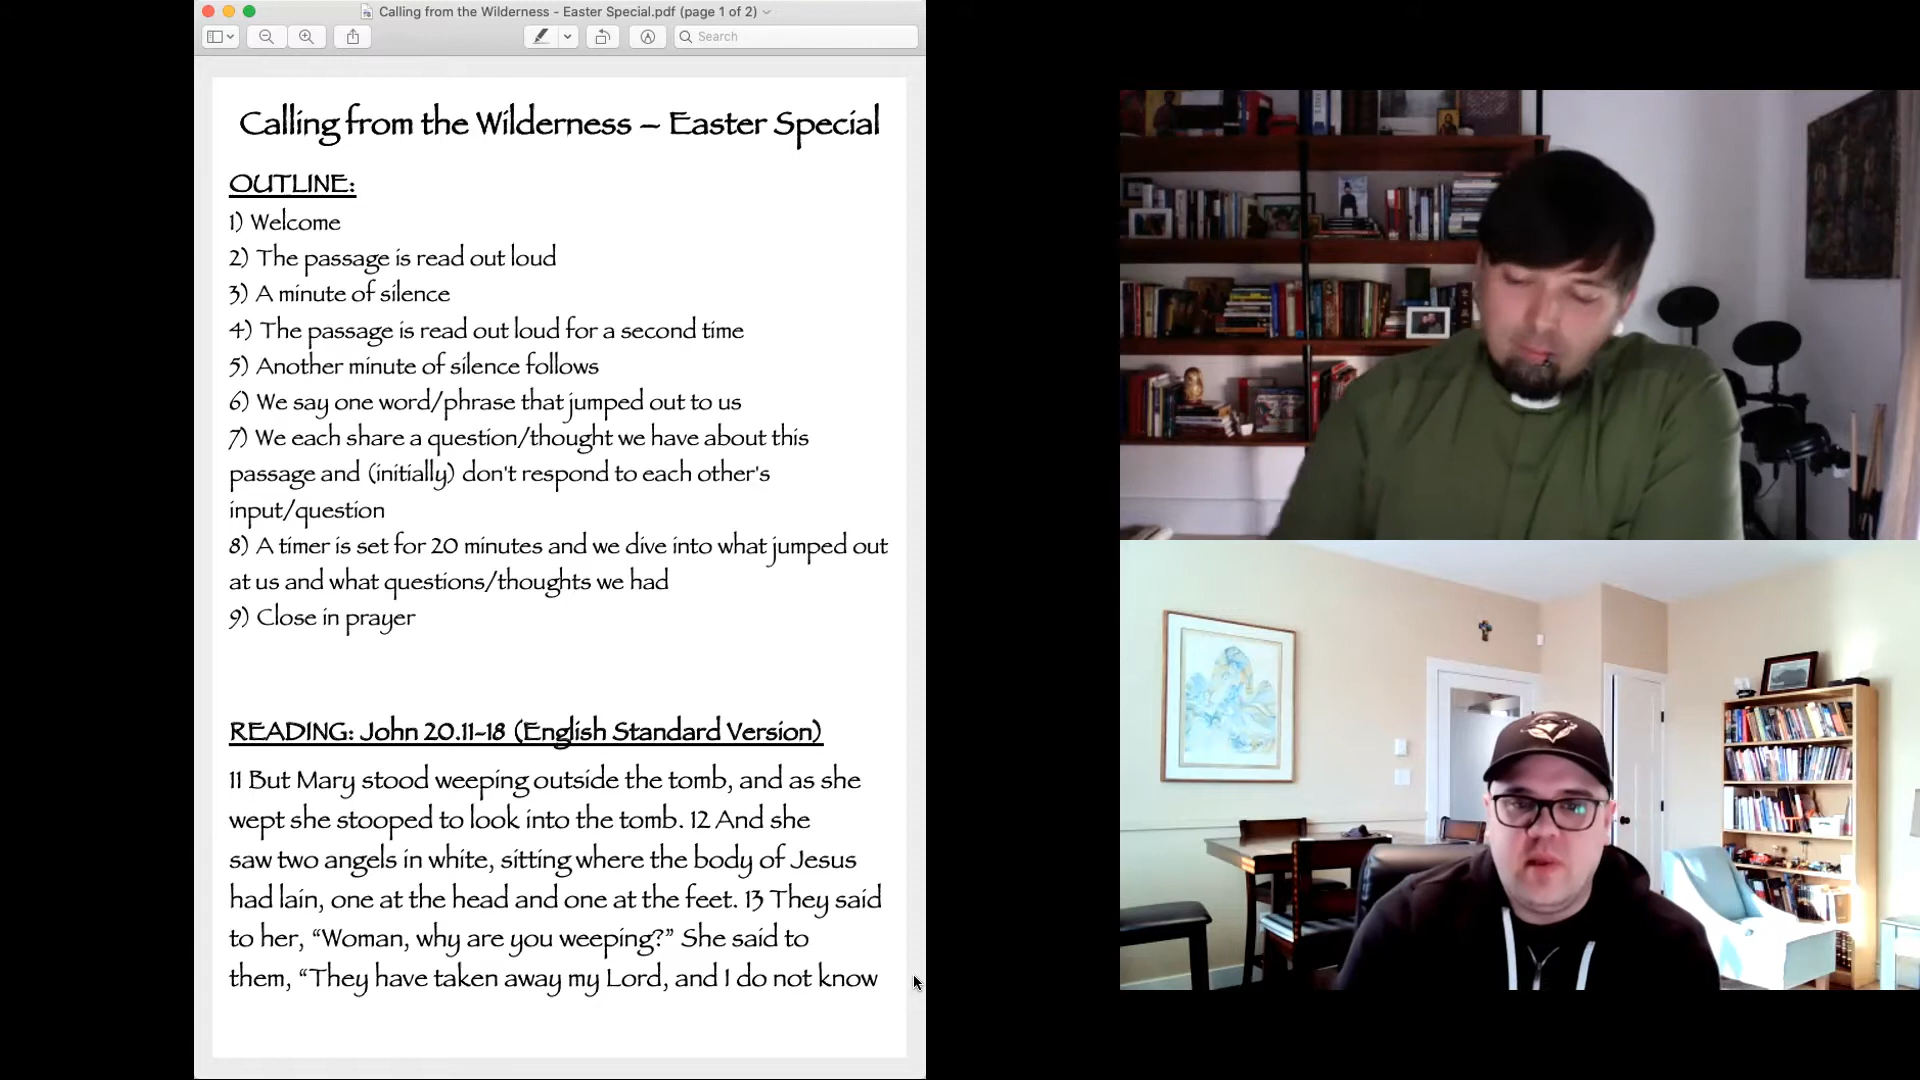 Calling from the Wilderness - Easter Special.pdf (page 1 of 2)
Search
Calling from the Wilderness – Easter Special
OUTLINE:
1) Welcome
2) The passage is read out loud
3) A minute of silence
4) The passage is read out loud for a second time
5) Another minute of silence follows
6) We say one word/phrase that jumped out to us
7) We each share a question/thought we have about this
passage and (initially) don't respond to each other's
input/question
8) A timer is set for 20 minutes and we dive into what jumped out
at us and what questions/thoughts we had
9) Close in prayer
READING: John 20.11-18 (English Standard Version)
11 But Mary stood weeping outside the tomb, and as she
wept she stooped to look into the tomb. 12 And she
saw two angels in white, sitting where the body of Jesus
had lain, one at the head and one at the feet. 13 They said
to her, “Woman, why are you weeping?” She said to
them, “They have taken away my Lord, and I do not know